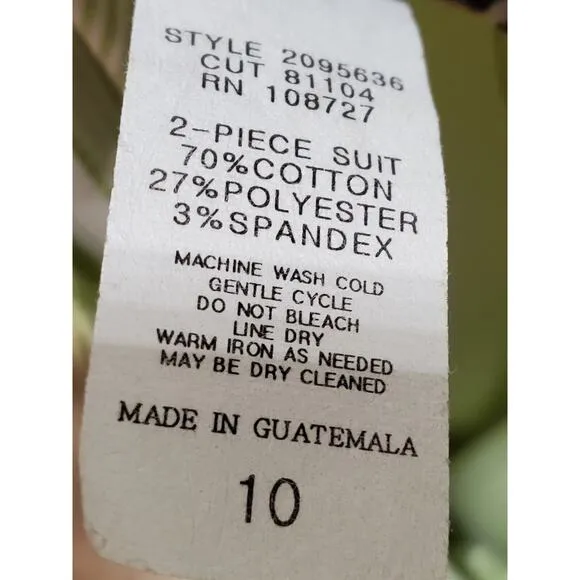 STYLE 2095636
CUT 81104
RN 108727
2-PIECE SUIT
70%COTTON
27%POLYESTER
3%SPANDEX
MACHINE WASH COLD
GENTLE CYCLE
DO NOT BLEACH
LINE DRY
WARM IRON AS NEEDED
MAY BE DRY CLEANED
MADE IN GUATEMALA
10